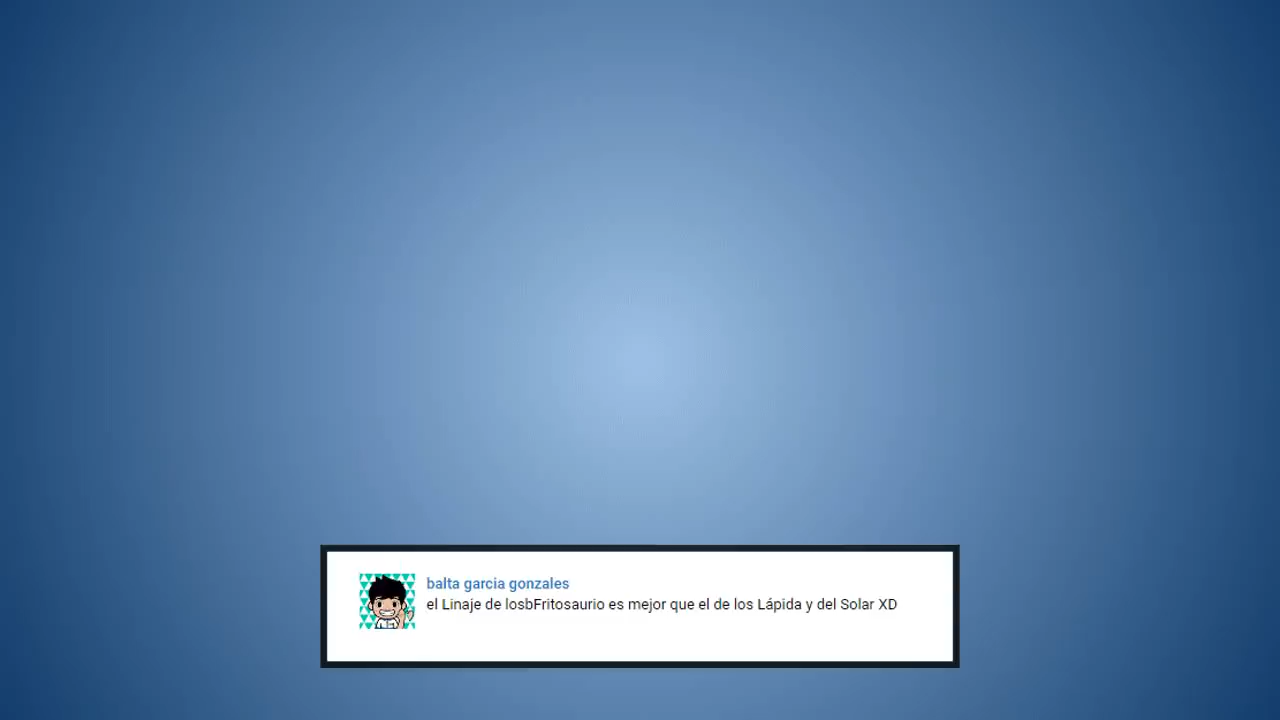 balta garcia gonzales
el Linaje de losbFritosaurio es mejor que el de los Lápida y del Solar XD